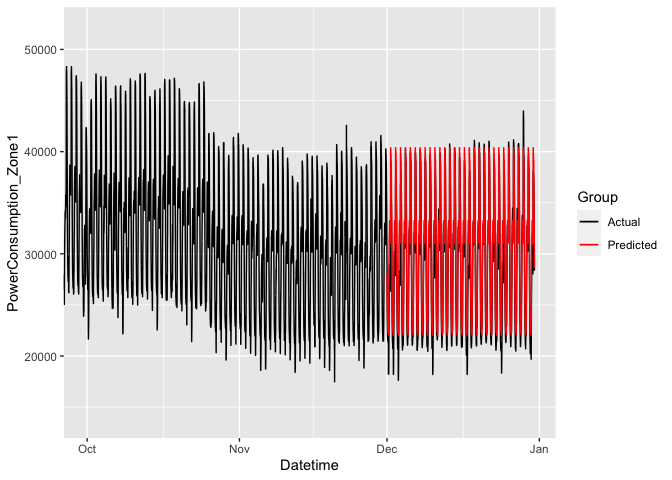 50000
40000
30000
20000
PowerConsumption_Zone1
Oct
Nov
Dec
Jan
Datetime
Group
Actual
Predicted